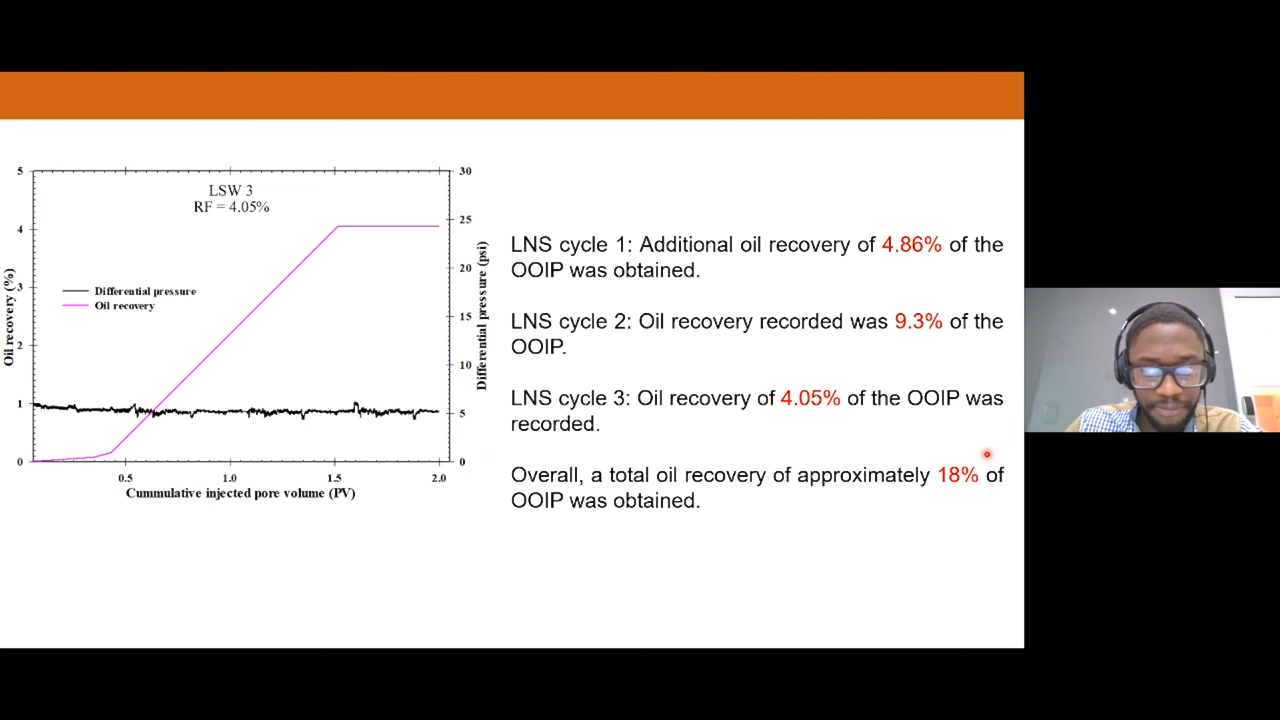 5
4
3
2
1
0
30
25
20
15
10
5
0
0.5
1.0
1.5
2.0
LSW 3
RF = 4.05%
Differential pressure
Oil recovery
Oil recovery (%)
Differential pressure (psi)
Cummulative injected pore volume (PV)
LNS cycle 1: Additional oil recovery of 4.86% of the
OOIP was obtained.
LNS cycle 2: Oil recovery recorded was 9.3% of the
OOIP.
LNS cycle 3: Oil recovery of 4.05% of the OOIP was
recorded.
Overall, a total oil recovery of approximately 18% of
OOIP was obtained.